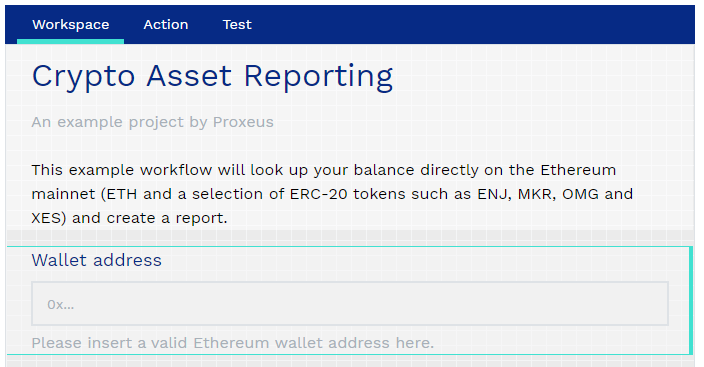 Workspace Action Test
Crypto Asset Reporting
An example project by Proxeus
This example workflow will look up your balance directly on the Ethereum
mainnet (ETH and a selection of ERC-20 tokens such as ENJ, MKR, OMG and
XES) and create a report.
Wallet address
0x...
Please insert a valid Ethereum wallet address here.